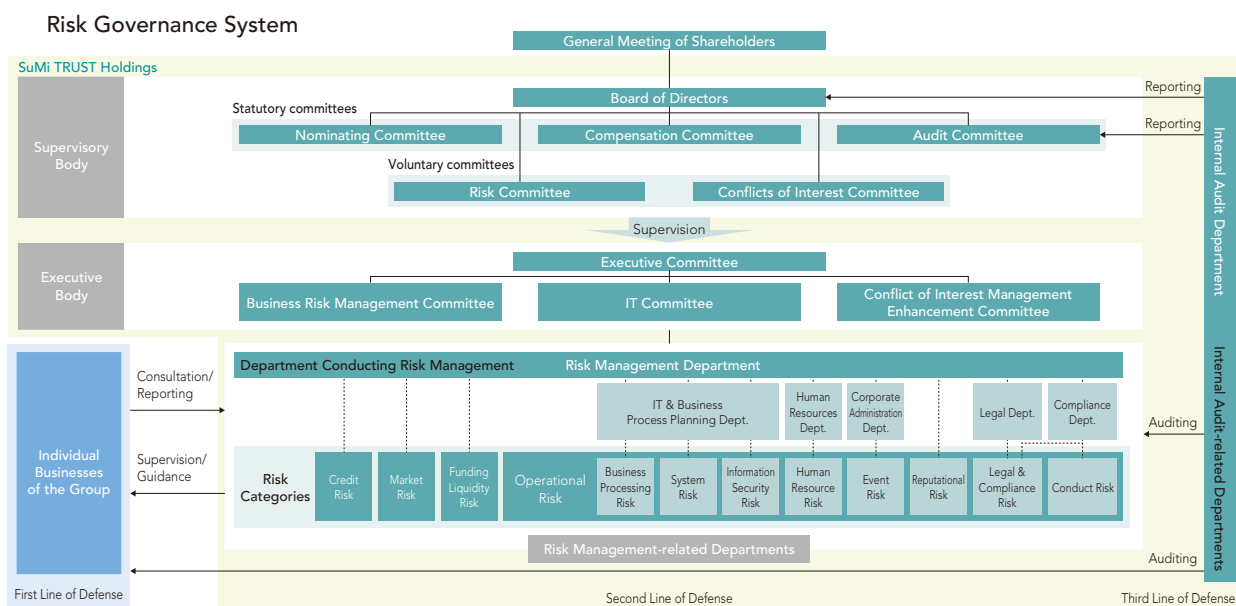 Risk Governance System
General Meeting of Shareholders
SuMi TRUST Holdings
Supervisory
Body
Board of Directors
Reporting
Statutory committees
Nominating Committee
Compensation Committee
Audit Committee
Reporting
Voluntary committees
Risk Committee
Conflicts of Interest Committee
Internal Audit Department
Supervision
Executive
Body
Executive Committee
Business Risk Management Committee
IT Committee
Conflict of Interest Management
Enhancement Committee
Individual
Businesses
of the Group
Consultation/
Reporting
Supervision/
Guidance
Department Conducting Risk Management
Risk Management Department
IT & Business
Process Planning Dept.
Human
Resources
Dept.
Corporate
Administration
Dept.
Legal Dept.
Compliance
Dept.
Auditing
Internal Audit-related Departments
Risk
Categories
Credit
Risk
Market
Risk
Funding
Liquidity
Risk
Operational
Risk
Business
Processing
Risk
System
Risk
Information
Security
Risk
Human
Resource
Risk
Event
Risk
Reputational
Risk
Legal &
Compliance
Risk
Conduct Risk
Risk Management-related Departments
Auditing
First Line of Defense
Second Line of Defense
Third Line of Defense